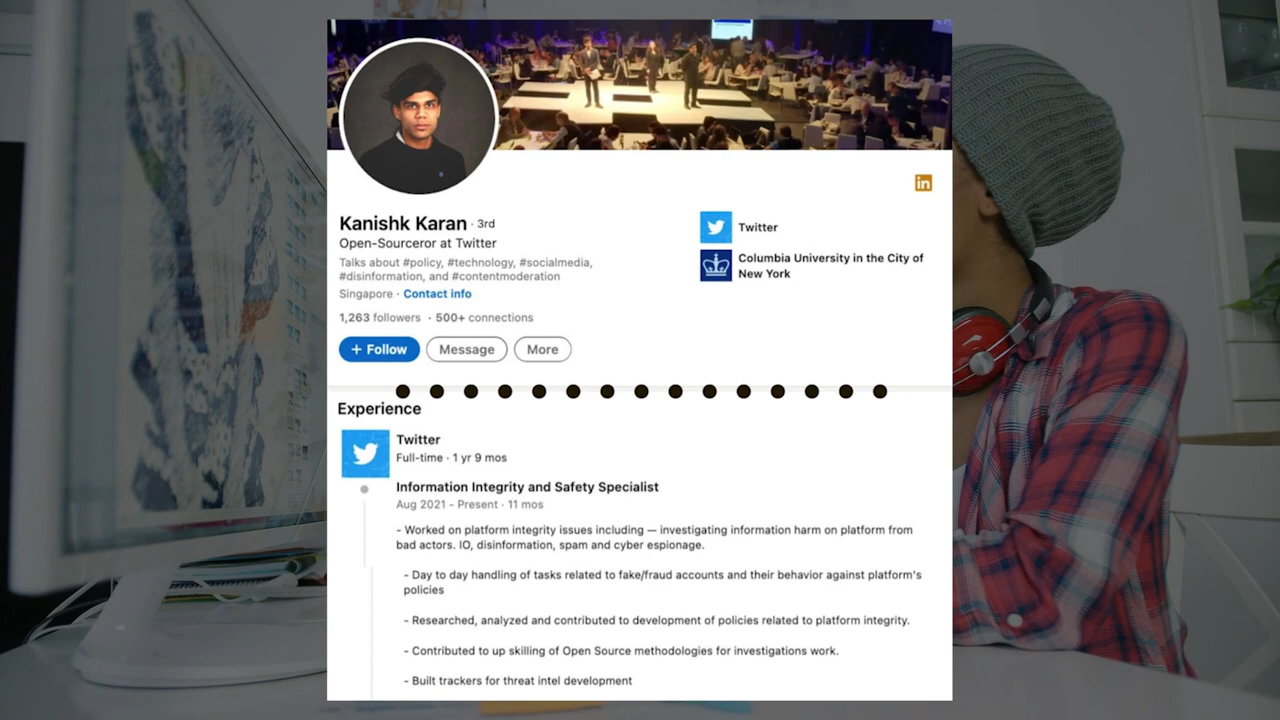 in
Kanishk Karan · 3rd
Open-Sourceror at Twitter
Talks about #policy, #technology, #socialmedia,
#disinformation, and #contentmoderation
Singapore · Contact info
1,263 followers · 500+ connections
+ Follow
Message
More
Twitter
Columbia University in the City of
New York
Experience
Twitter
Full-time · 1 yr 9 mos
Information Integrity and Safety Specialist
Aug 2021 - Present · 11 mos
- Worked on platform integrity issues including — investigating information harm on platform from
bad actors. IO, disinformation, spam and cyber espionage.
- Day to day handling of tasks related to fake/fraud accounts and their behavior against platform's
policies
- Researched, analyzed and contributed to development of policies related to platform integrity.
- Contributed to up skilling of Open Source methodologies for investigations work.
- Built trackers for threat intel development